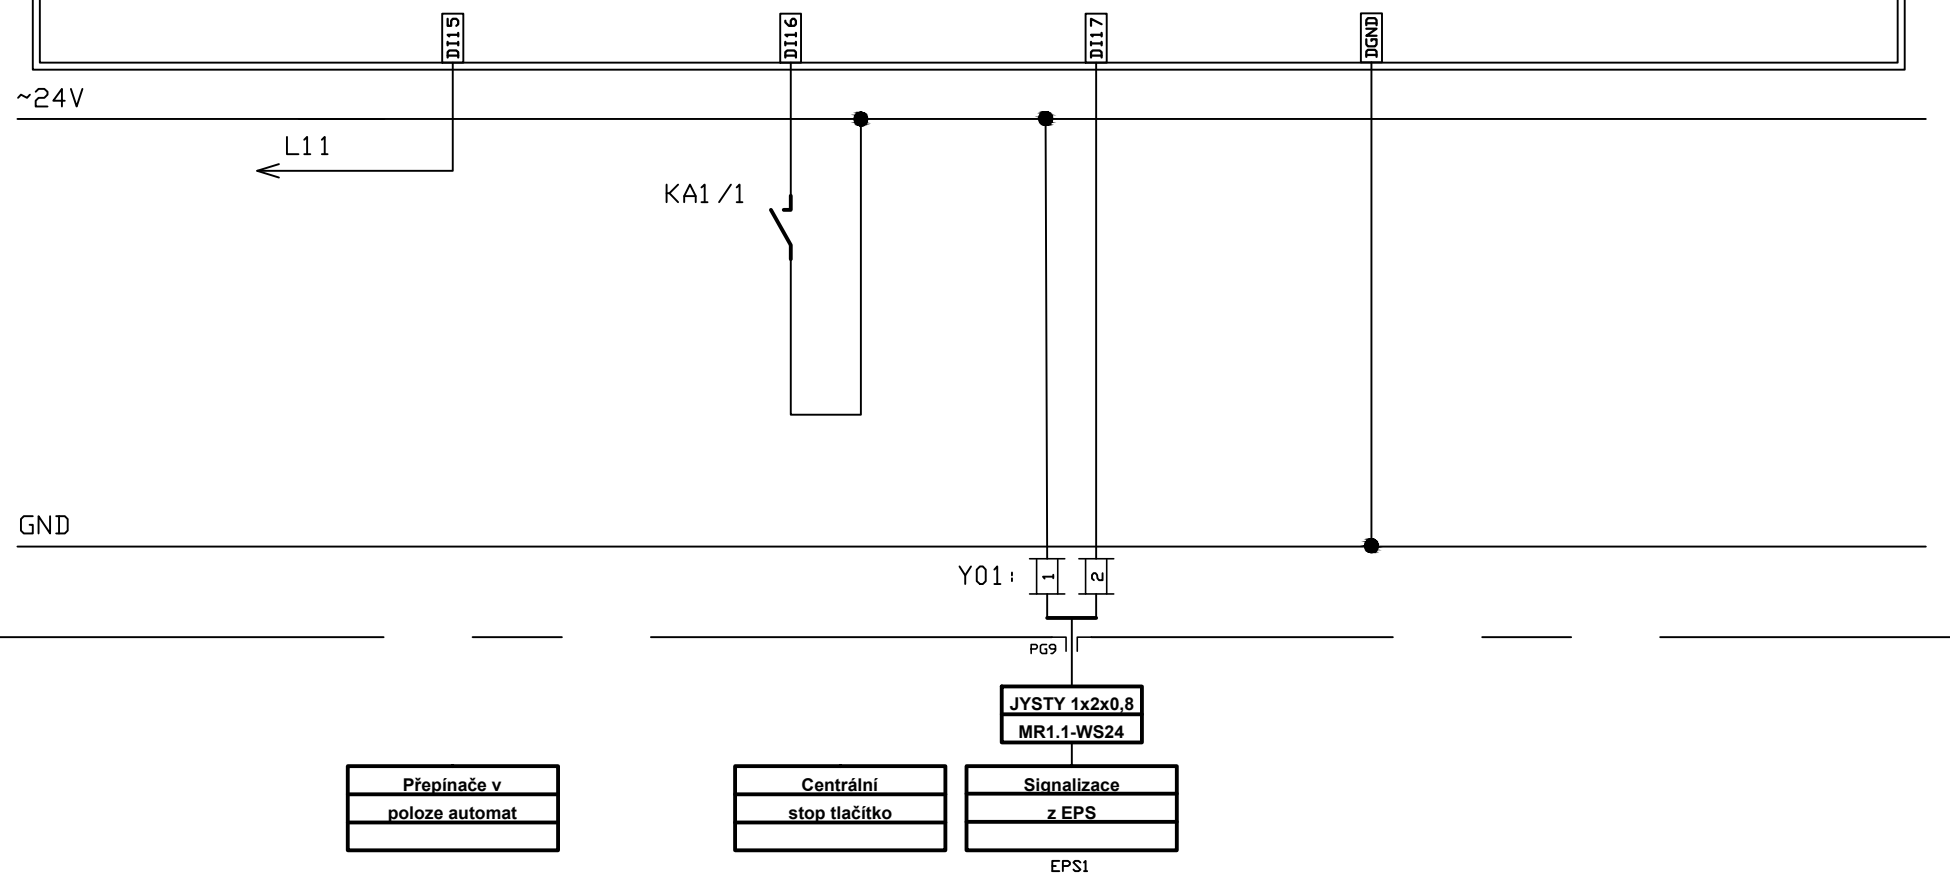 DI15
DI16
DI17
DGND
~24V
L11
KA1/1
GND
Y01:
1
2
PG9
JYSTY 1x2x0,8
MR1.1-WS24
Přepínače v
poloze automat
Centrální
stop tlačítko
Signalizace
z EPS
EPS1